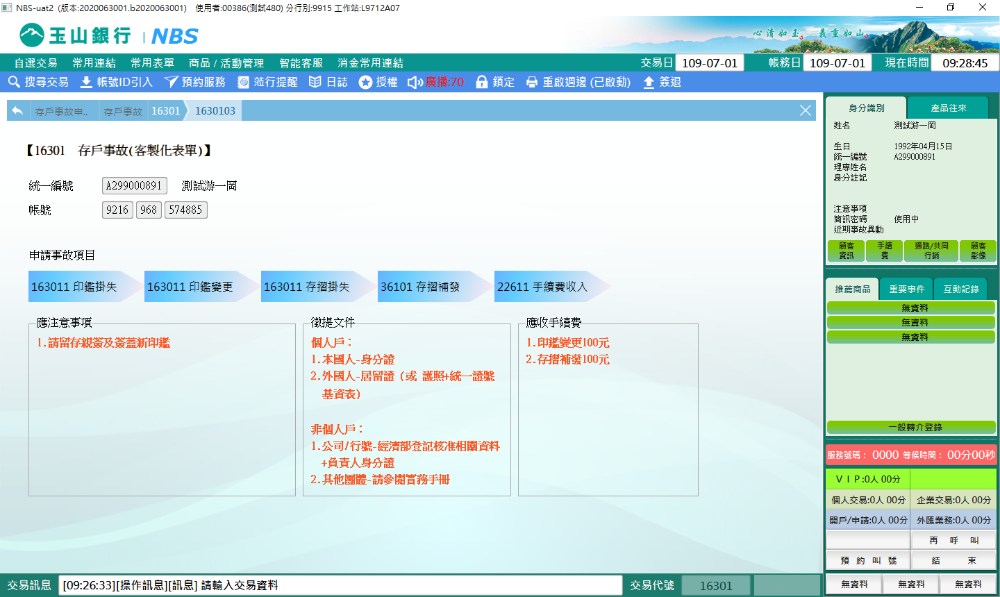 NBS-uat2 (版本:2020063001.b2020063001) 使用者:00386(測試480) 分行別:9915 工作站:L9712A07
玉山銀行 | NBS
心清如玉。義重如山。
自選交易 常用連結 常用表單 商品 / 活動管理 智能客服 消金常用連結
交易日 109-07-01 帳務日 109-07-01 現在時間 09:28:45
搜尋交易 帳號ID引入 預約服務 蒞行提醒 日誌 授權 廣播:70 鎖定 重啟週邊 (已啟動) 簽退
存戶事故申.. 存戶事故 16301 1630103
【16301 存戶事故(客製化表單)】
統一編號 A299000891 測試游一岡
帳號 9216 968 574885
申請事故項目
163011 印鑑掛失 163011 印鑑變更 163011 存摺掛失 36101 存摺補發 22611 手續費收入
應注意事項
1.請留存親簽及簽蓋新印鑑
徵提文件
個人戶：
1.本國人-身分證
2.外國人-居留證（或 護照+統一證號
基資表）
非個人戶：
1.公司/行號-經濟部登記核准相關資料
+負責人身分證
2.其他團體-請參閱實務手冊
應收手續費
1.印鑑變更100元
2.存摺補發100元
身分識別 產品往來
姓名 測試游一岡
生日 1992年04月15日
統一編號 A299000891
理專姓名
身分註記
注意事項
簡訊密碼 使用中
近期事故異動
顧客
資訊
手續
費
通路/共同
行銷
顧客
影像
推薦商品 重要事件 互動記錄
無資料
無資料
無資料
一般轉介登錄
服務號碼： 0000 等候時間： 00分00秒
ＶＩＰ:0人 00分
個人交易:0人 00分 企業交易:0人 00分
開戶/申請:0人 00分 外匯業務:0人 00分
再 呼 叫
預 約 叫 號 結 束
無資料 無資料 無資料
交易訊息 [09:26:33][操作訊息][訊息] 請輸入交易資料 交易代號 16301